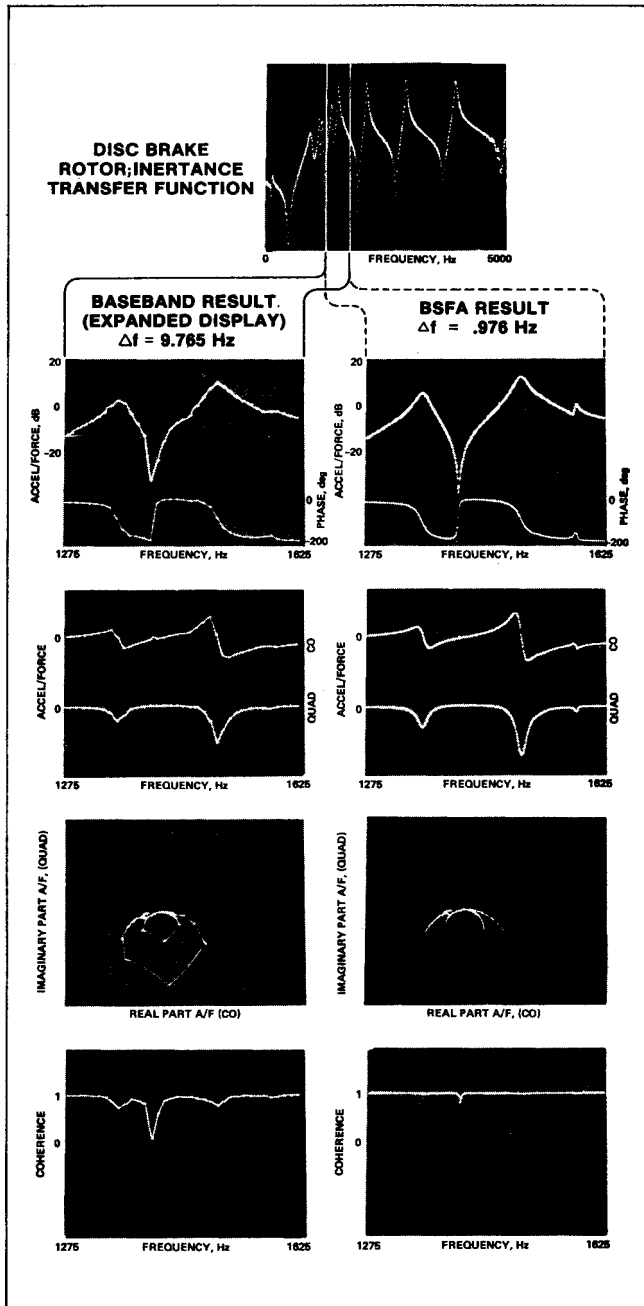 DISC BRAKE
ROTOR;INERTANCE
TRANSFER FUNCTION
0 FREQUENCY, Hz 5000
BASEBAND RESULT.
(EXPANDED DISPLAY)
Δf = 9.765 Hz
BSFA RESULT
Δf = .976 Hz
20
0
-20
ACCEL/FORCE, dB
0
-200
PHASE, deg
1275 FREQUENCY, Hz 1625
20
0
-20
ACCEL/FORCE, dB
0
-200
PHASE, deg
1275 FREQUENCY, Hz 1625
ACCEL/FORCE
0
0
CO
QUAD
1275 FREQUENCY, Hz 1625
ACCEL/FORCE
0
0
CO
QUAD
1275 FREQUENCY, Hz 1625
IMAGINARY PART A/F, (QUAD)
REAL PART A/F (CO)
IMAGINARY PART A/F, (QUAD)
REAL PART A/F, (CO)
COHERENCE
1
0
1275 FREQUENCY, Hz 1625
COHERENCE
1
0
1275 FREQUENCY, Hz 1625